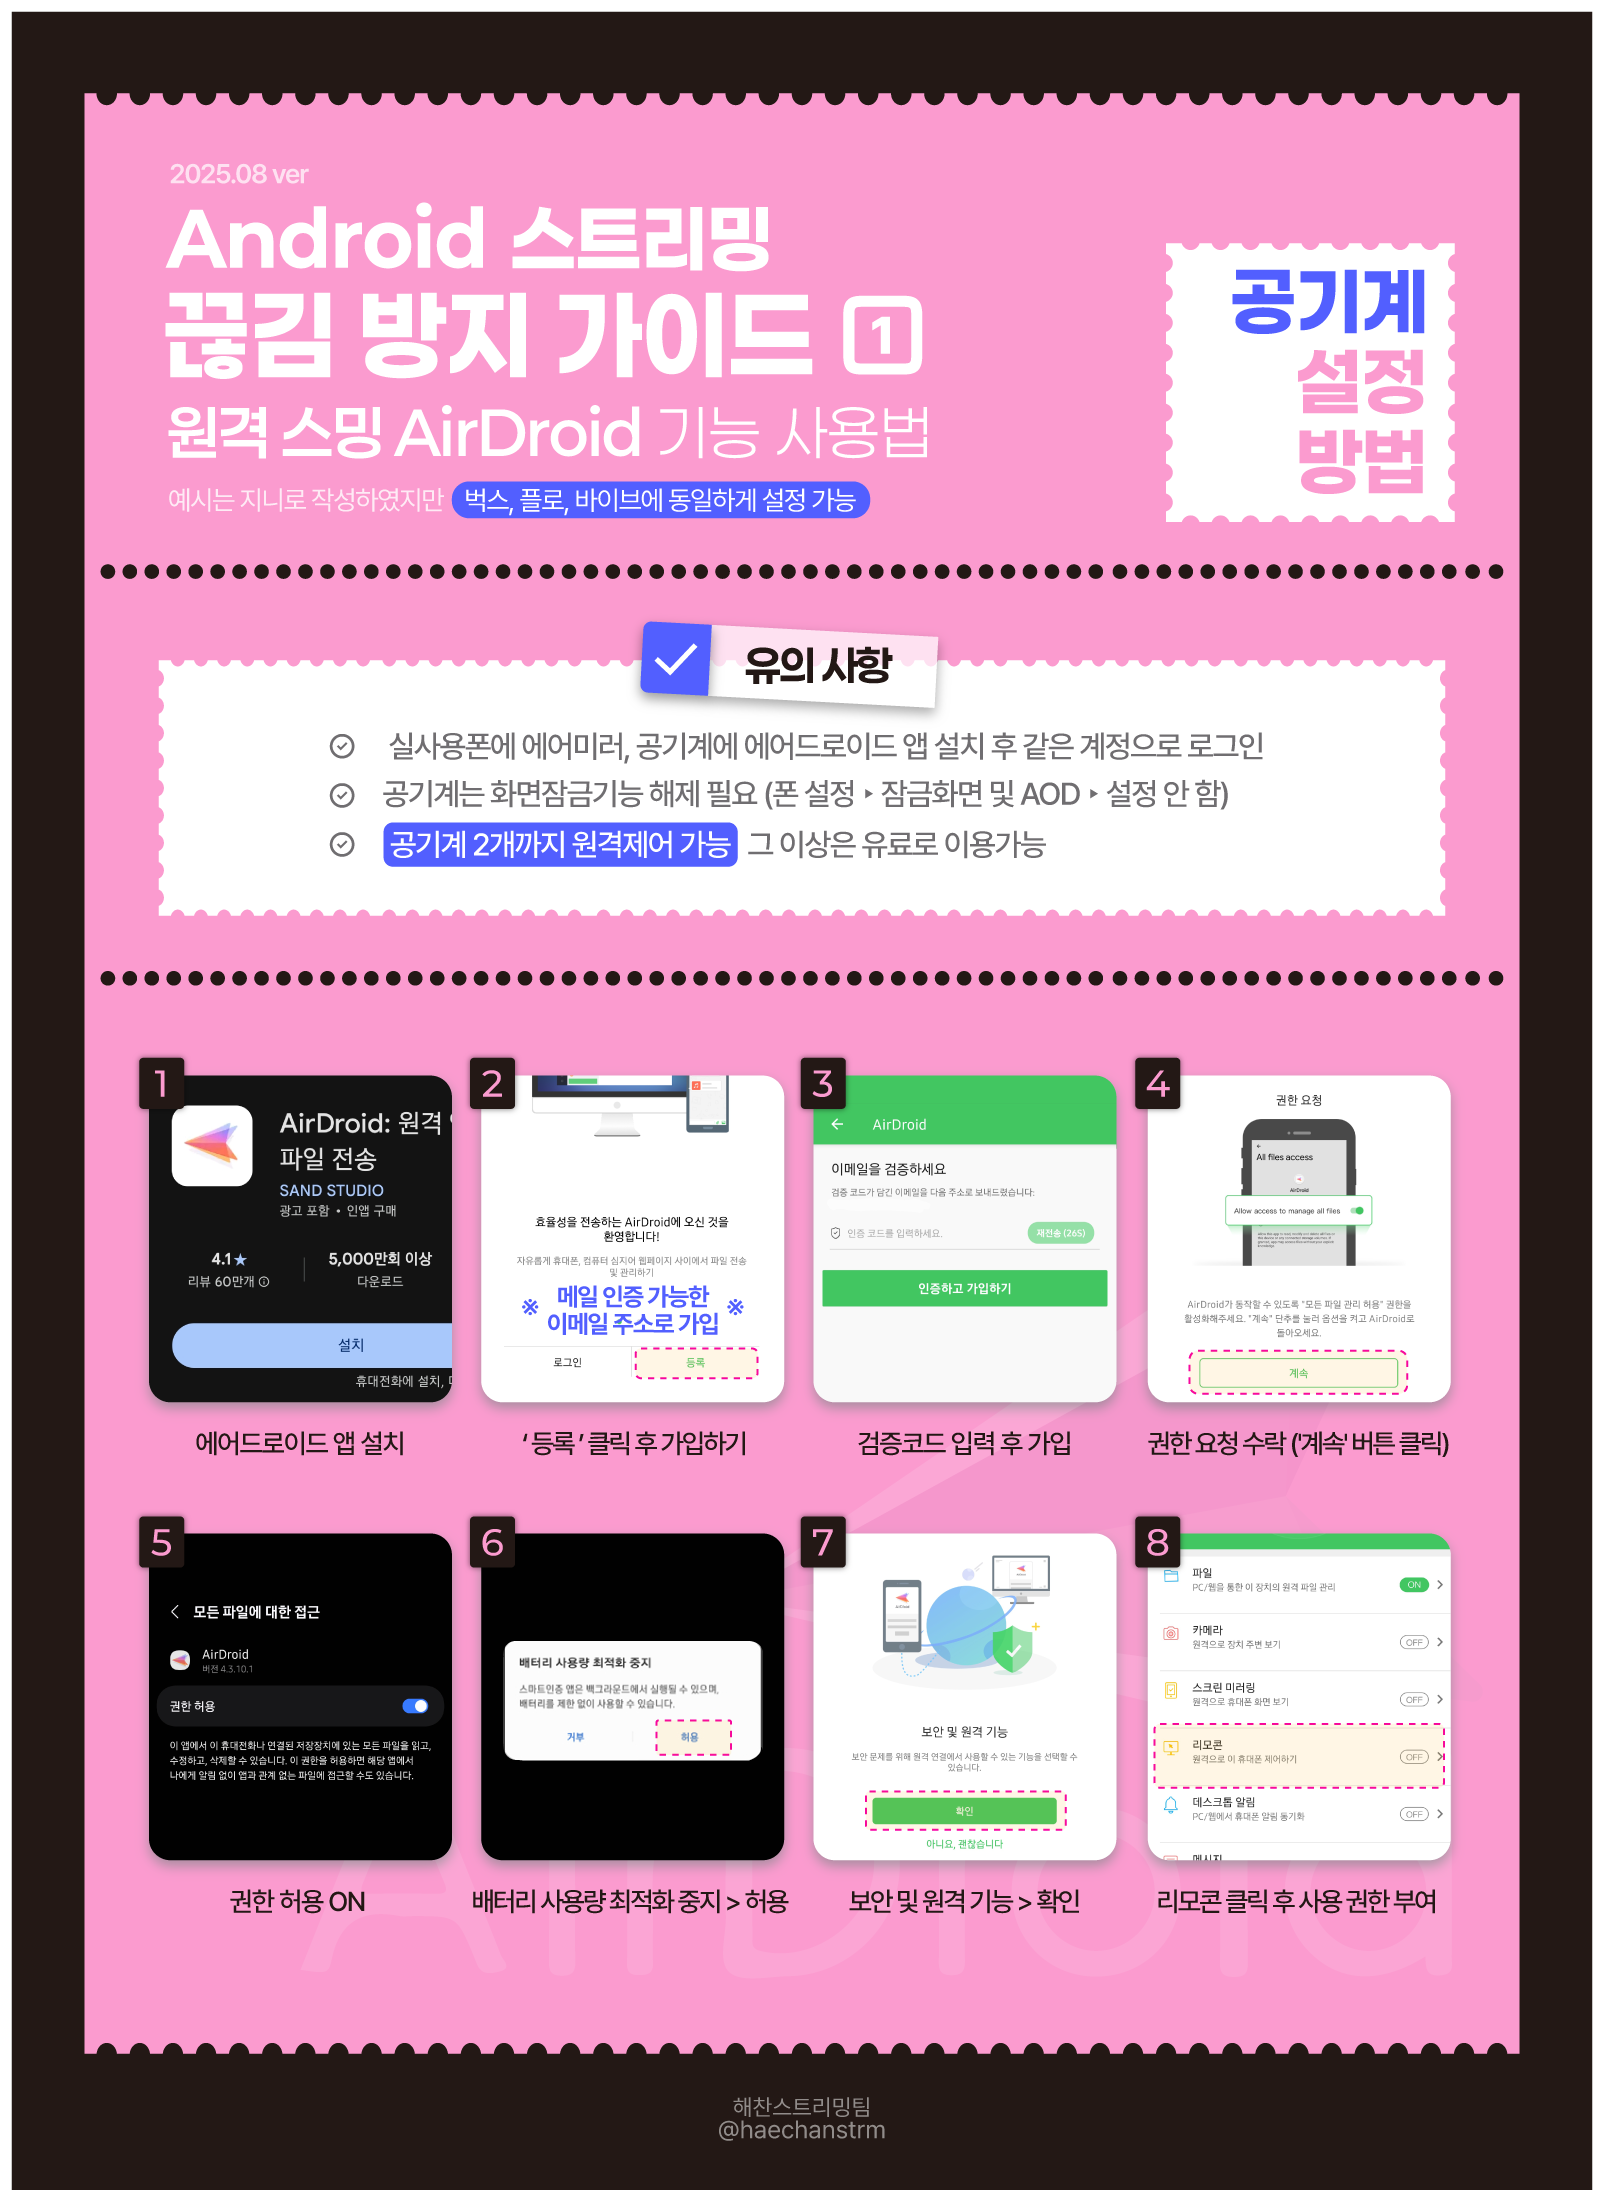 2025.08 ver
Android 스트리밍
끊김 방지 가이드 1
원격 스밍 AirDroid 기능 사용법
예시는 지니로 작성하였지만 벅스, 플로, 바이브에 동일하게 설정 가능
공기계
설정
방법
유의 사항
실사용폰에 에어미러, 공기계에 에어드로이드 앱 설치 후 같은 계정으로 로그인
공기계는 화면잠금기능 해제 필요 (폰 설정 ▸ 잠금화면 및 AOD ▸ 설정 안 함)
공기계 2개까지 원격제어 가능 그 이상은 유료로 이용가능
1
AirDroid: 원격
파일 전송
SAND STUDIO
광고 포함 • 인앱 구매
4.1★
리뷰 60만개
5,000만회 이상
다운로드
설치
휴대전화에 설치,
에어드로이드 앱 설치
2
효율성을 전송하는 AirDroid에 오신 것을
환영합니다!
자유롭게 휴대폰, 컴퓨터 심지어 웹페이지 사이에서 파일 전송
및 관리하기
※ 메일 인증 가능한 ※
이메일 주소로 가입
로그인
등록
‘ 등록 ’ 클릭 후 가입하기
3
AirDroid
이메일을 검증하세요
검증 코드가 담긴 이메일을 다음 주소로 보내드렸습니다:
인증 코드를 입력하세요.
재전송 (26S)
인증하고 가입하기
검증코드 입력 후 가입
4
권한 요청
All files access
AirDroid
Allow access to manage all files
AirDroid가 동작할 수 있도록 "모든 파일 관리 허용" 권한을
활성화해주세요. "계속" 단추를 눌러 옵션을 켜고 AirDroid로
돌아오세요.
계속
권한 요청 수락 ('계속' 버튼 클릭)
5
모든 파일에 대한 접근
AirDroid
버전 4.3.10.1
권한 허용
이 앱에서 이 휴대전화나 연결된 저장장치에 있는 모든 파일을 읽고,
수정하고, 삭제할 수 있습니다. 이 권한을 허용하면 해당 앱에서
나에게 알림 없이 앱과 관계 없는 파일에 접근할 수도 있습니다.
권한 허용 ON
6
배터리 사용량 최적화 중지
스마트인증 앱은 백그라운드에서 실행될 수 있으며,
배터리를 제한 없이 사용할 수 있습니다.
거부
허용
배터리 사용량 최적화 중지 > 허용
7
보안 및 원격 기능
보안 문제를 위해 원격 연결에서 사용할 수 있는 기능을 선택할 수
있습니다.
확인
아니요, 괜찮습니다
보안 및 원격 기능 > 확인
8
파일
PC/웹을 통한 이 장치의 원격 파일 관리
ON
카메라
원격으로 장치 주변 보기
OFF
스크린 미러링
원격으로 휴대폰 화면 보기
OFF
리모콘
원격으로 이 휴대폰 제어하기
OFF
데스크톱 알림
PC/웹에서 휴대폰 알림 동기화
OFF
메시지
리모콘 클릭 후 사용 권한 부여
AirDroid
해찬스트리밍팀
@haechanstrm